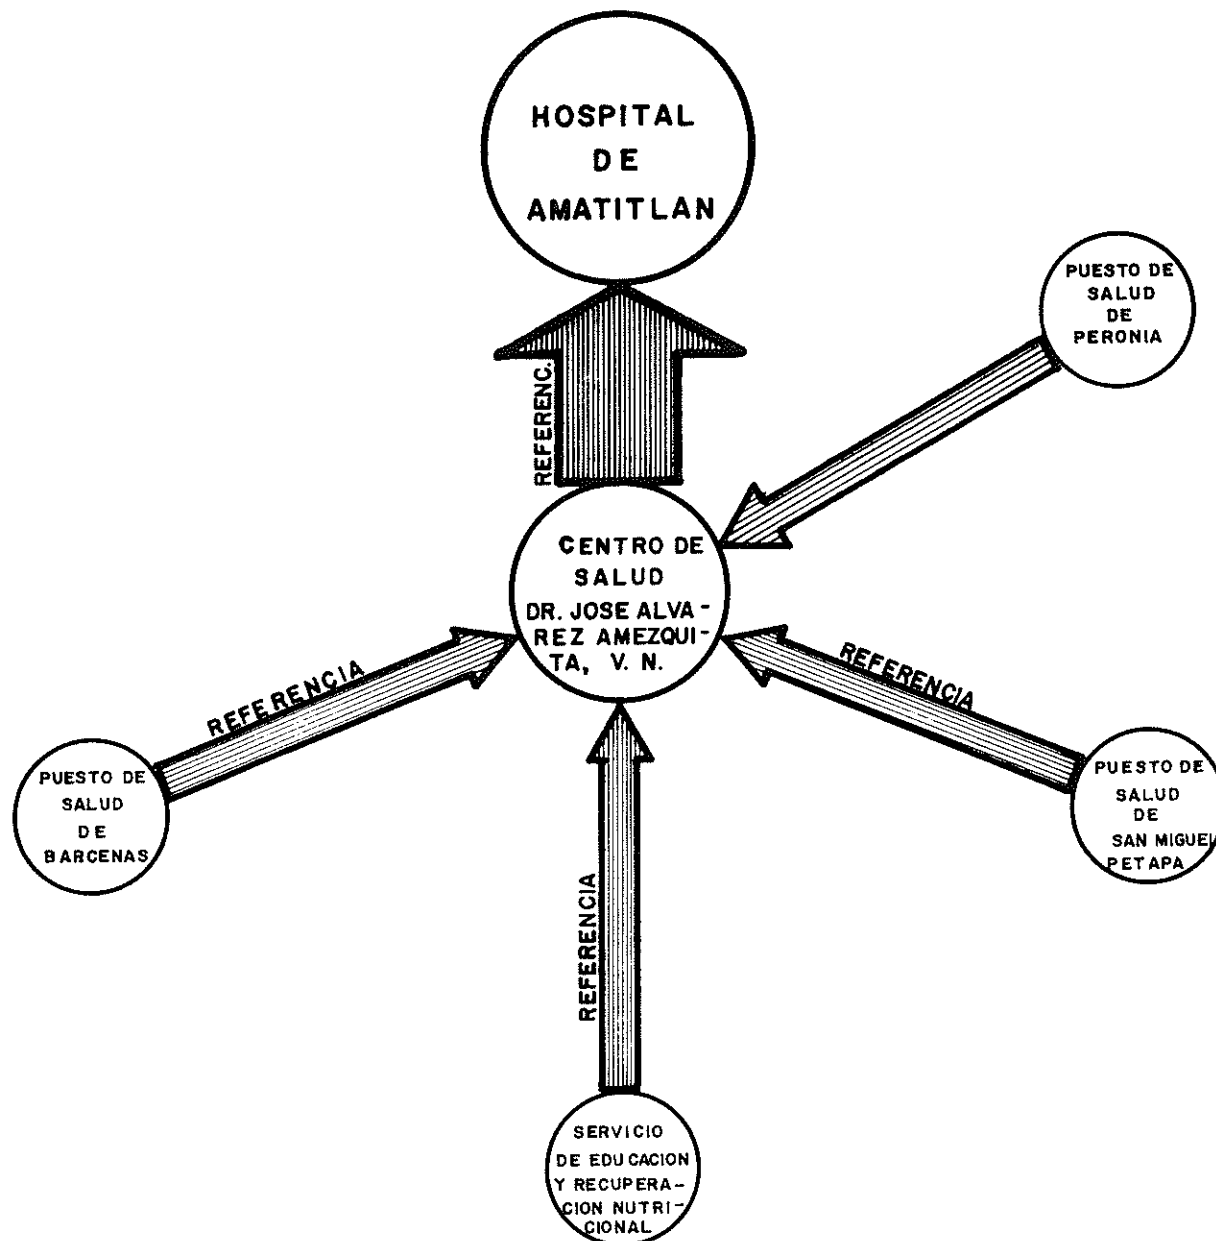 HOSPITAL
DE
AMATITLAN
PUESTO DE
SALUD
DE
PERONIA
REFERENC.
CENTRO DE
SALUD
DR. JOSE ALVA-
REZ AMEZQUI-
TA, V. N.
REFERENCIA
REFERENCIA
PUESTO DE
SALUD
DE
BARCENAS
PUESTO DE
SALUD
DE
SAN MIGUEL
PETAPA
REFERENCIA
SERVICIO
DE EDUCACION
Y RECUPERA-
CION NUTRI-
CIONAL